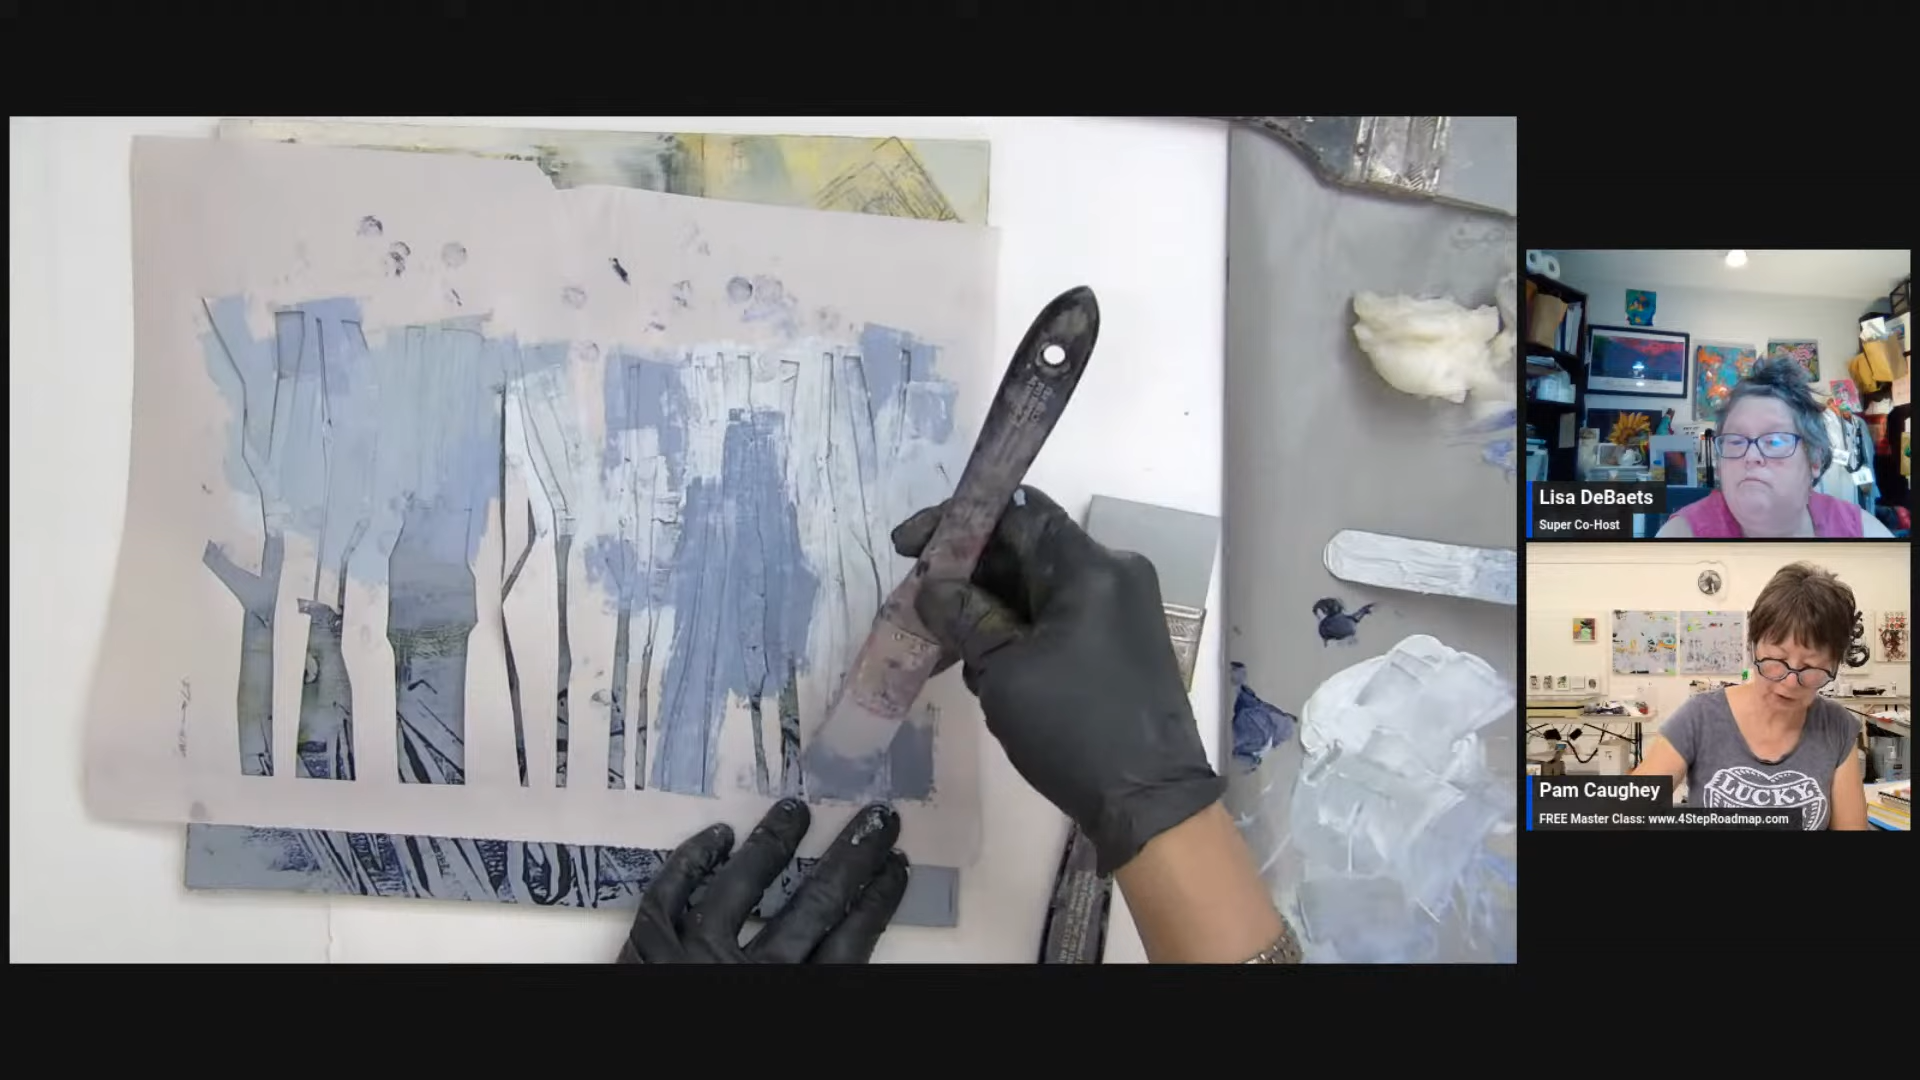 Lisa DeBaets
Super Co-Host
LUCKY
Pam Caughey
FREE Master Class: www.4StepRoadmap.com